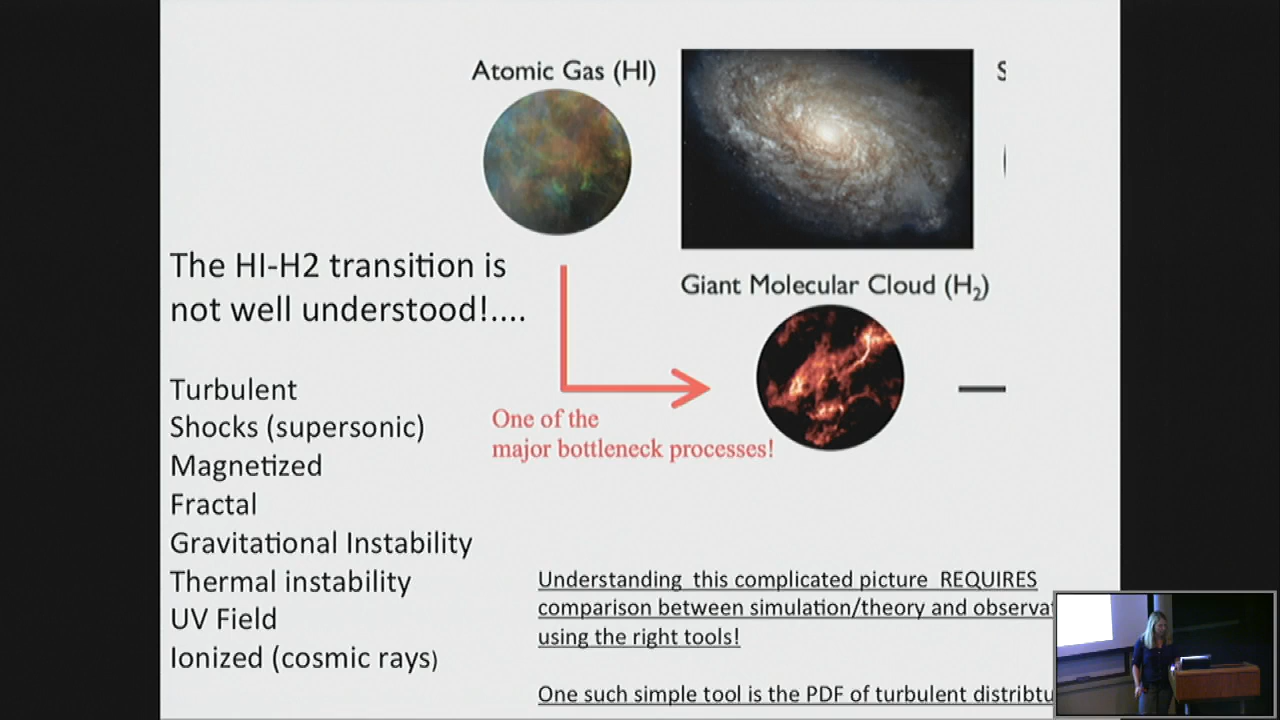 Atomic Gas (HI)
S
The HI-H2 transition is
not well understood!....
Giant Molecular Cloud (H₂)
One of the
major bottleneck processes!
Turbulent
Shocks (supersonic)
Magnetized
Fractal
Gravitational Instability
Thermal instability
UV Field
Ionized (cosmic rays)
Understanding this complicated picture REQUIRES
comparison between simulation/theory and observat
using the right tools!
One such simple tool is the PDF of turbulent distribtu